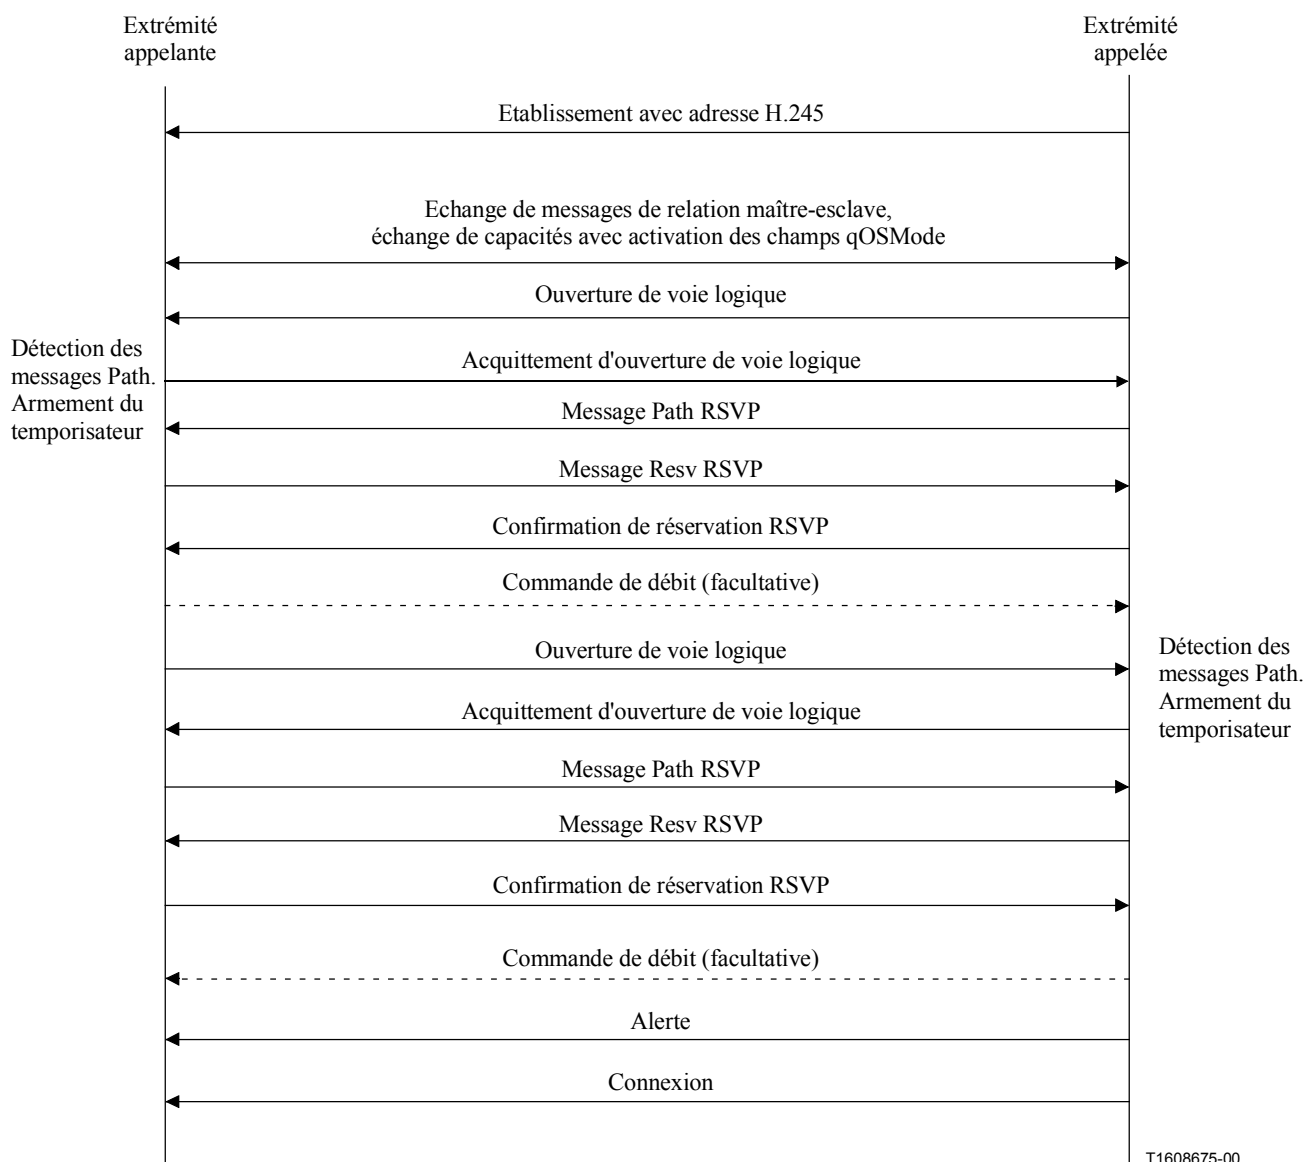 Extrémité
appelante
Extrémité
appelée
Etablissement avec adresse H.245
Echange de messages de relation maître-esclave,
échange de capacités avec activation des champs qOSMode
Ouverture de voie logique
Détection des
messages Path.
Armement du
temporisateur
Acquittement d'ouverture de voie logique
Message Path RSVP
Message Resv RSVP
Confirmation de réservation RSVP
Commande de débit (facultative)
Ouverture de voie logique
Détection des
messages Path.
Armement du
temporisateur
Acquittement d'ouverture de voie logique
Message Path RSVP
Message Resv RSVP
Confirmation de réservation RSVP
Commande de débit (facultative)
Alerte
Connexion
T1608675-00